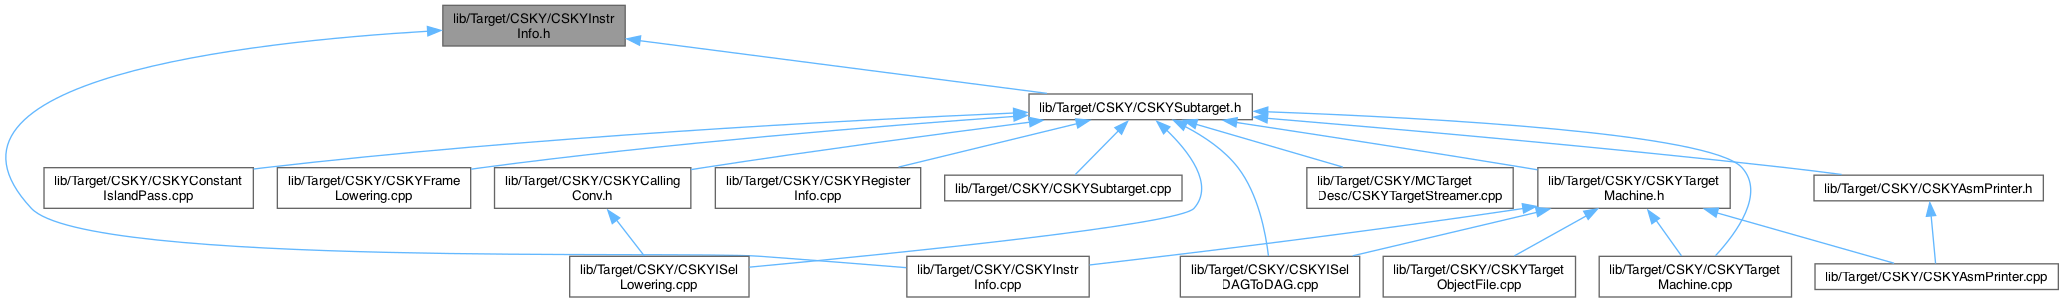 lib/Target/CSKY/CSKYInstr
Info.h
lib/Target/CSKY/CSKYSubtarget.h
lib/Target/CSKY/CSKYConstant
IslandPass.cpp
lib/Target/CSKY/CSKYFrame
Lowering.cpp
lib/Target/CSKY/CSKYCalling
Conv.h
lib/Target/CSKY/CSKYRegister
Info.cpp
lib/Target/CSKY/CSKYSubtarget.cpp
lib/Target/CSKY/MCTarget
Desc/CSKYTargetStreamer.cpp
lib/Target/CSKY/CSKYTarget
Machine.h
lib/Target/CSKY/CSKYAsmPrinter.h
lib/Target/CSKY/CSKYISel
Lowering.cpp
lib/Target/CSKY/CSKYInstr
Info.cpp
lib/Target/CSKY/CSKYISel
DAGToDAG.cpp
lib/Target/CSKY/CSKYTarget
ObjectFile.cpp
lib/Target/CSKY/CSKYTarget
Machine.cpp
lib/Target/CSKY/CSKYAsmPrinter.cpp